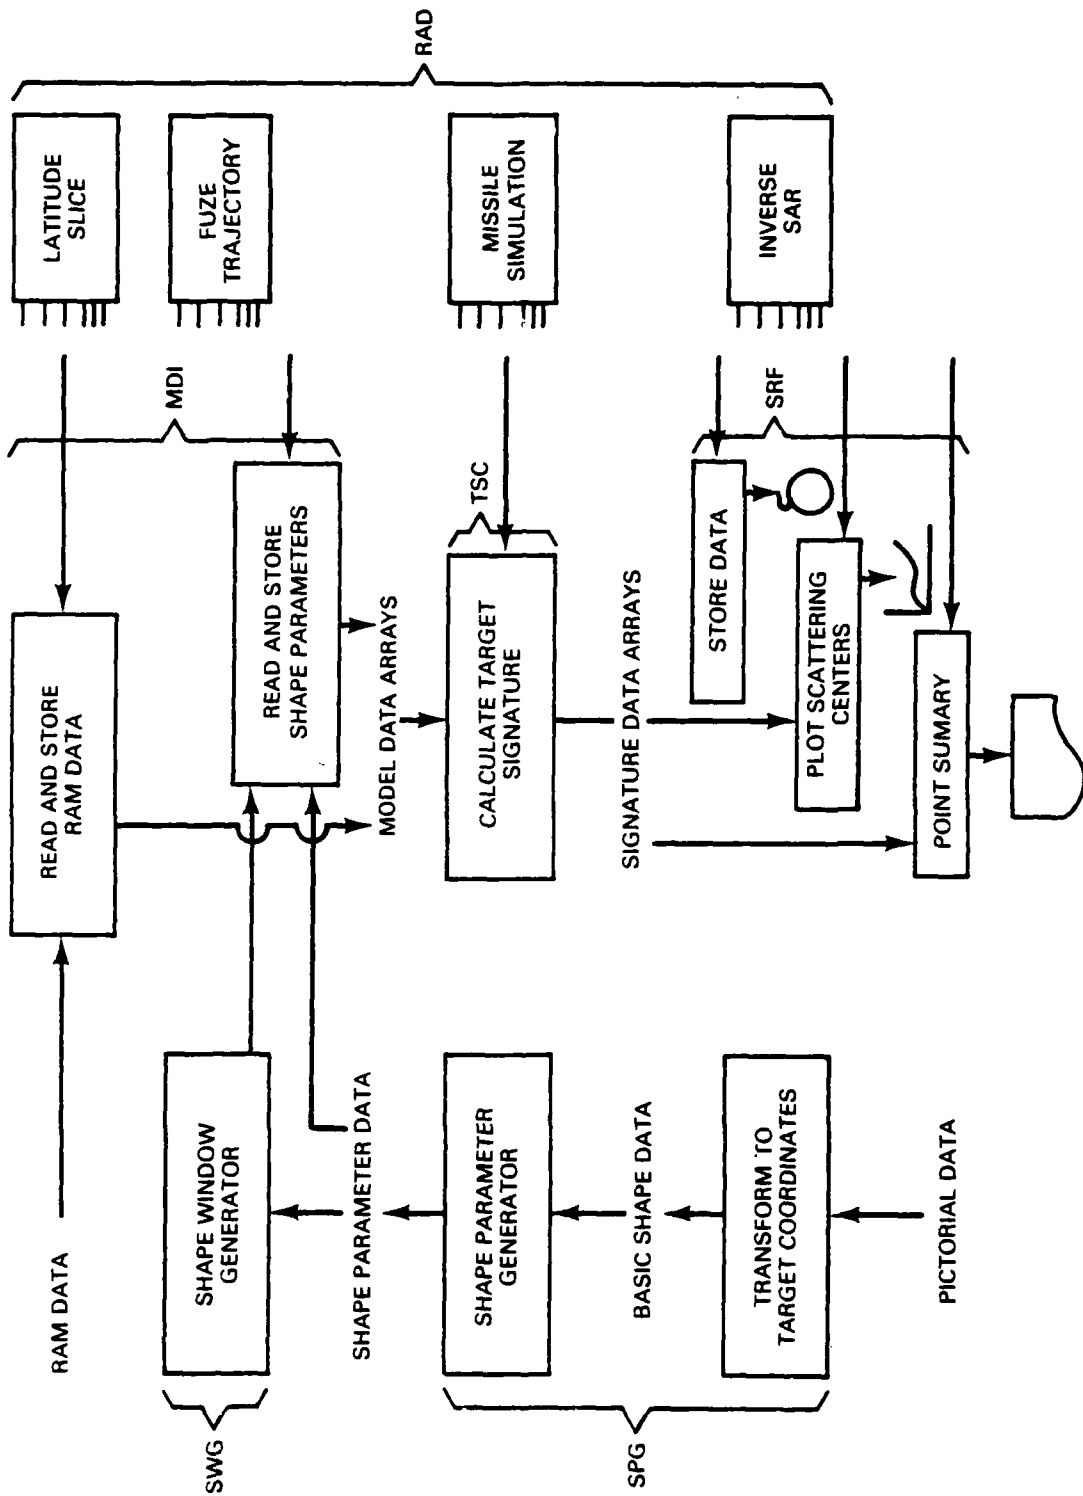 RAM DATA
SWG
SHAPE WINDOW
GENERATOR
SHAPE PARAMETER DATA
SPG
SHAPE PARAMETER
GENERATOR
BASIC SHAPE DATA
TRANSFORM TO
TARGET COORDINATES
PICTORIAL DATA
READ AND STORE
RAM DATA
MDI
READ AND STORE
SHAPE PARAMETERS
MODEL DATA ARRAYS
TSC
CALCULATE TARGET
SIGNATURE
SIGNATURE DATA ARRAYS
SRF
STORE DATA
PLOT SCATTERING
CENTERS
POINT SUMMARY
RAD
LATITUDE
SLICE
FUZE
TRAJECTORY
MISSILE
SIMULATION
INVERSE
SAR